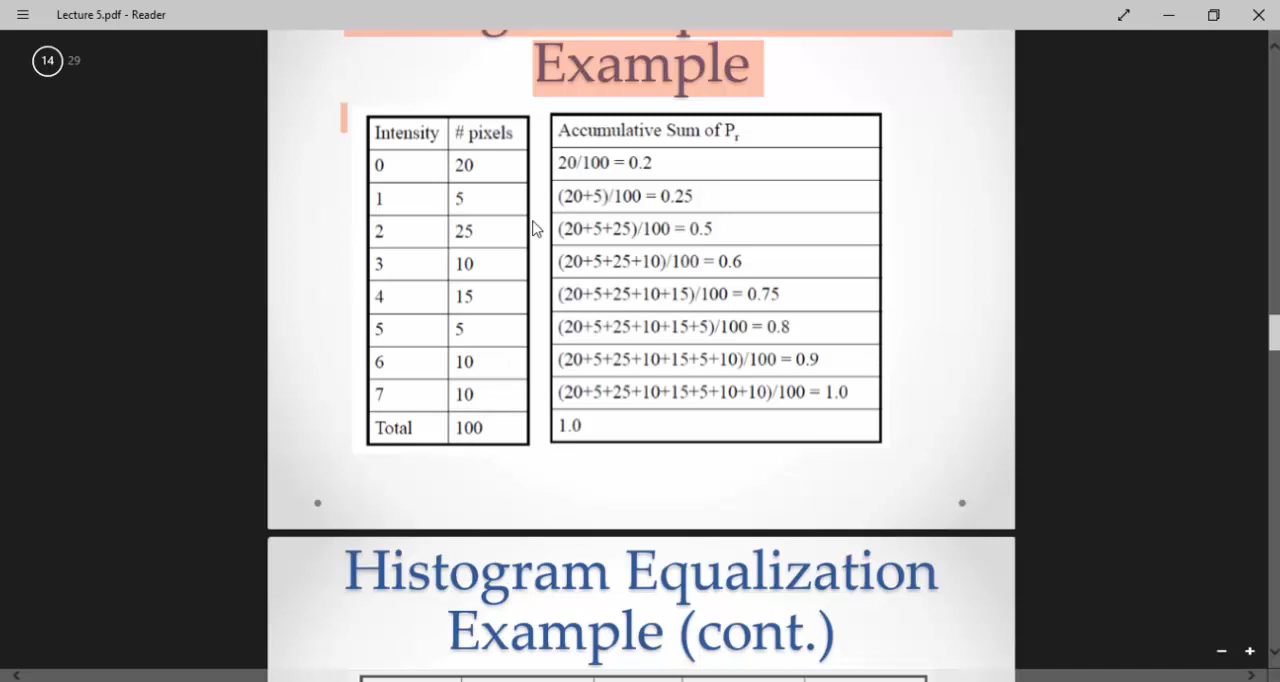 Lecture 5.pdf - Reader
14 29
Example
Intensity # pixels
0 20
1 5
2 25
3 10
4 15
5 5
6 10
7 10
Total 100
Accumulative Sum of Pr
20/100 = 0.2
(20+5)/100 = 0.25
(20+5+25)/100 = 0.5
(20+5+25+10)/100 = 0.6
(20+5+25+10+15)/100 = 0.75
(20+5+25+10+15+5)/100 = 0.8
(20+5+25+10+15+5+10)/100 = 0.9
(20+5+25+10+15+5+10+10)/100 = 1.0
1.0
Histogram Equalization
Example (cont.)